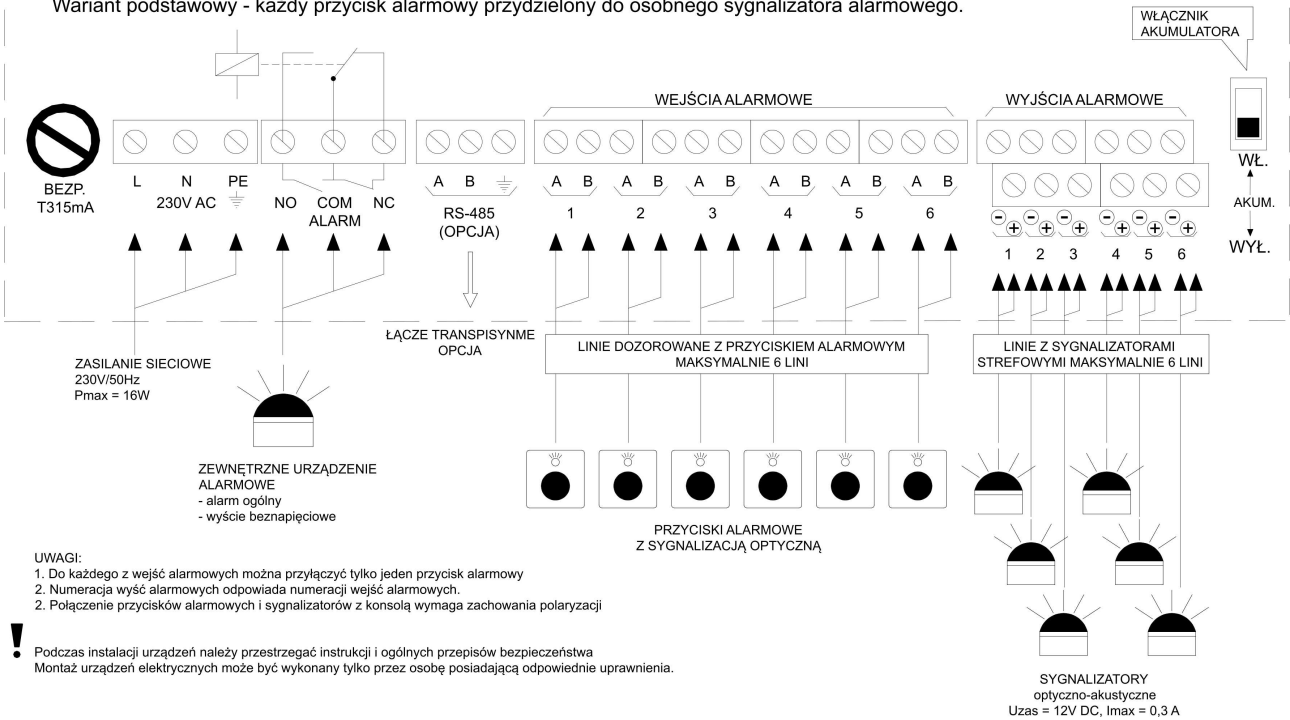 Wariant podstawowy - każdy przycisk alarmowy przydzielony do osobnego sygnalizatora alarmowego.
WŁĄCZNIK
AKUMULATORA
WEJŚCIA ALARMOWE
WYJŚCIA ALARMOWE
BEZP.
T315mA
L N PE
230V AC
NO COM NC
ALARM
A B
RS-485
(OPCJA)
A B A B A B A B A B A B
1 2 3 4 5 6
- + - + - + - + - + - +
1 2 3 4 5 6
WŁ.
AKUM.
WYŁ.
ZASILANIE SIECIOWE
230V/50Hz
Pmax = 16W
ŁĄCZE TRANSPISYNME
OPCJA
LINIE DOZOROWANE Z PRZYCISKIEM ALARMOWYM
MAKSYMALNIE 6 LINI
LINIE Z SYGNALIZATORAMI
STREFOWYMI MAKSYMALNIE 6 LINI
ZEWNĘTRZNE URZĄDZENIE
ALARMOWE
- alarm ogólny
- wyście beznapięciowe
PRZYCISKI ALARMOWE
Z SYGNALIZACJĄ OPTYCZNĄ
UWAGI:
1. Do każdego z wejść alarmowych można przyłączyć tylko jeden przycisk alarmowy
2. Numeracja wyść alarmowych odpowiada numeracji wejść alarmowych.
2. Połączenie przycisków alarmowych i sygnalizatorów z konsolą wymaga zachowania polaryzacji
!
Podczas instalacji urządzeń należy przestrzegać instrukcji i ogólnych przepisów bezpieczeństwa
Montaż urządzeń elektrycznych może być wykonany tylko przez osobę posiadającą odpowiednie uprawnienia.
SYGNALIZATORY
optyczno-akustyczne
Uzas = 12V DC, Imax = 0,3 A